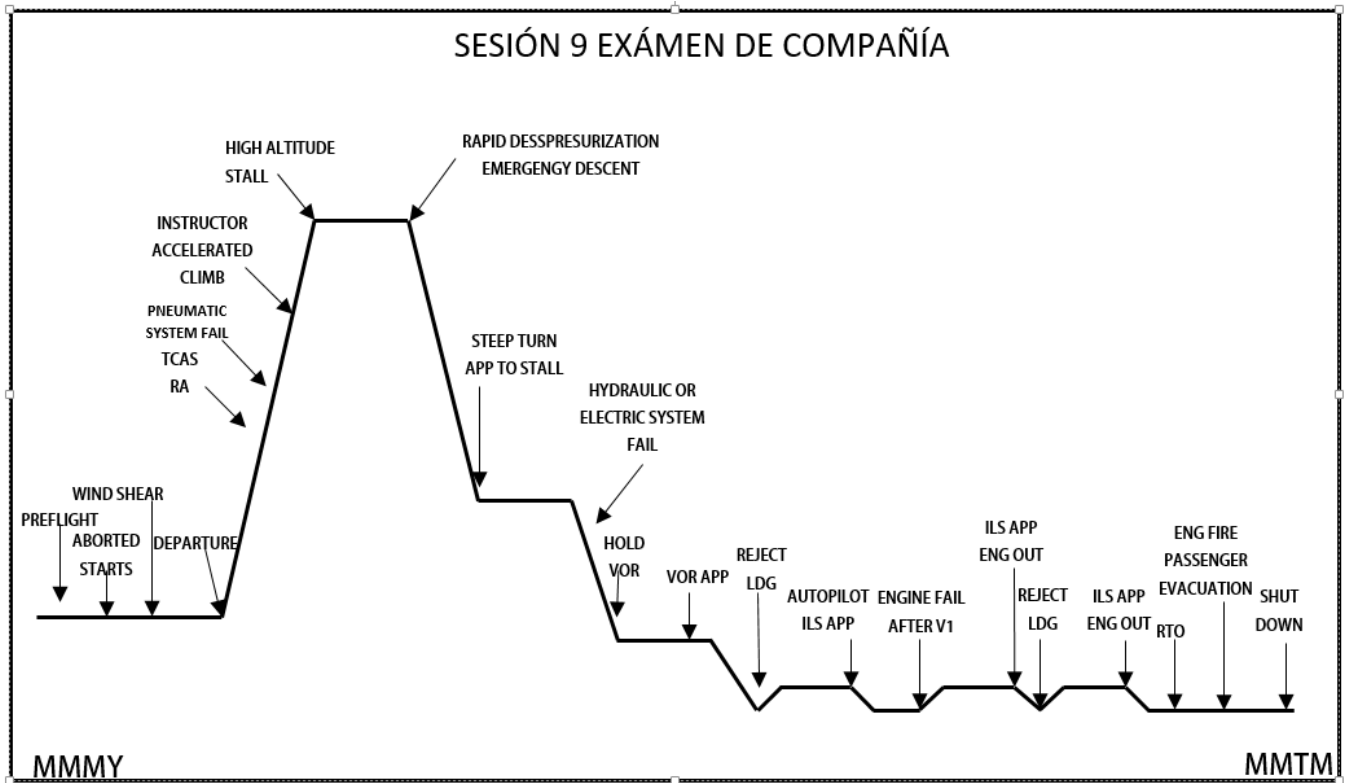 SESIÓN 9 EXÁMEN DE COMPAÑÍA
HIGH ALTITUDE
STALL
RAPID DESSPRESURIZATION
EMERGENGY DESCENT
INSTRUCTOR
ACCELERATED
CLIMB
PNEUMATIC
SYSTEM FAIL
TCAS
RA
STEEP TURN
APP TO STALL
HYDRAULIC OR
ELECTRIC SYSTEM
FAIL
PREFLIGHT
ABORTED
STARTS
WIND SHEAR
DEPARTURE
HOLD
VOR
VOR APP
REJECT
LDG
AUTOPILOT
ILS APP
ENGINE FAIL
AFTER V1
ILS APP
ENG OUT
REJECT
LDG
ILS APP
ENG OUT
RTO
ENG FIRE
PASSENGER
EVACUATION
SHUT
DOWN
MMMY
MMTM